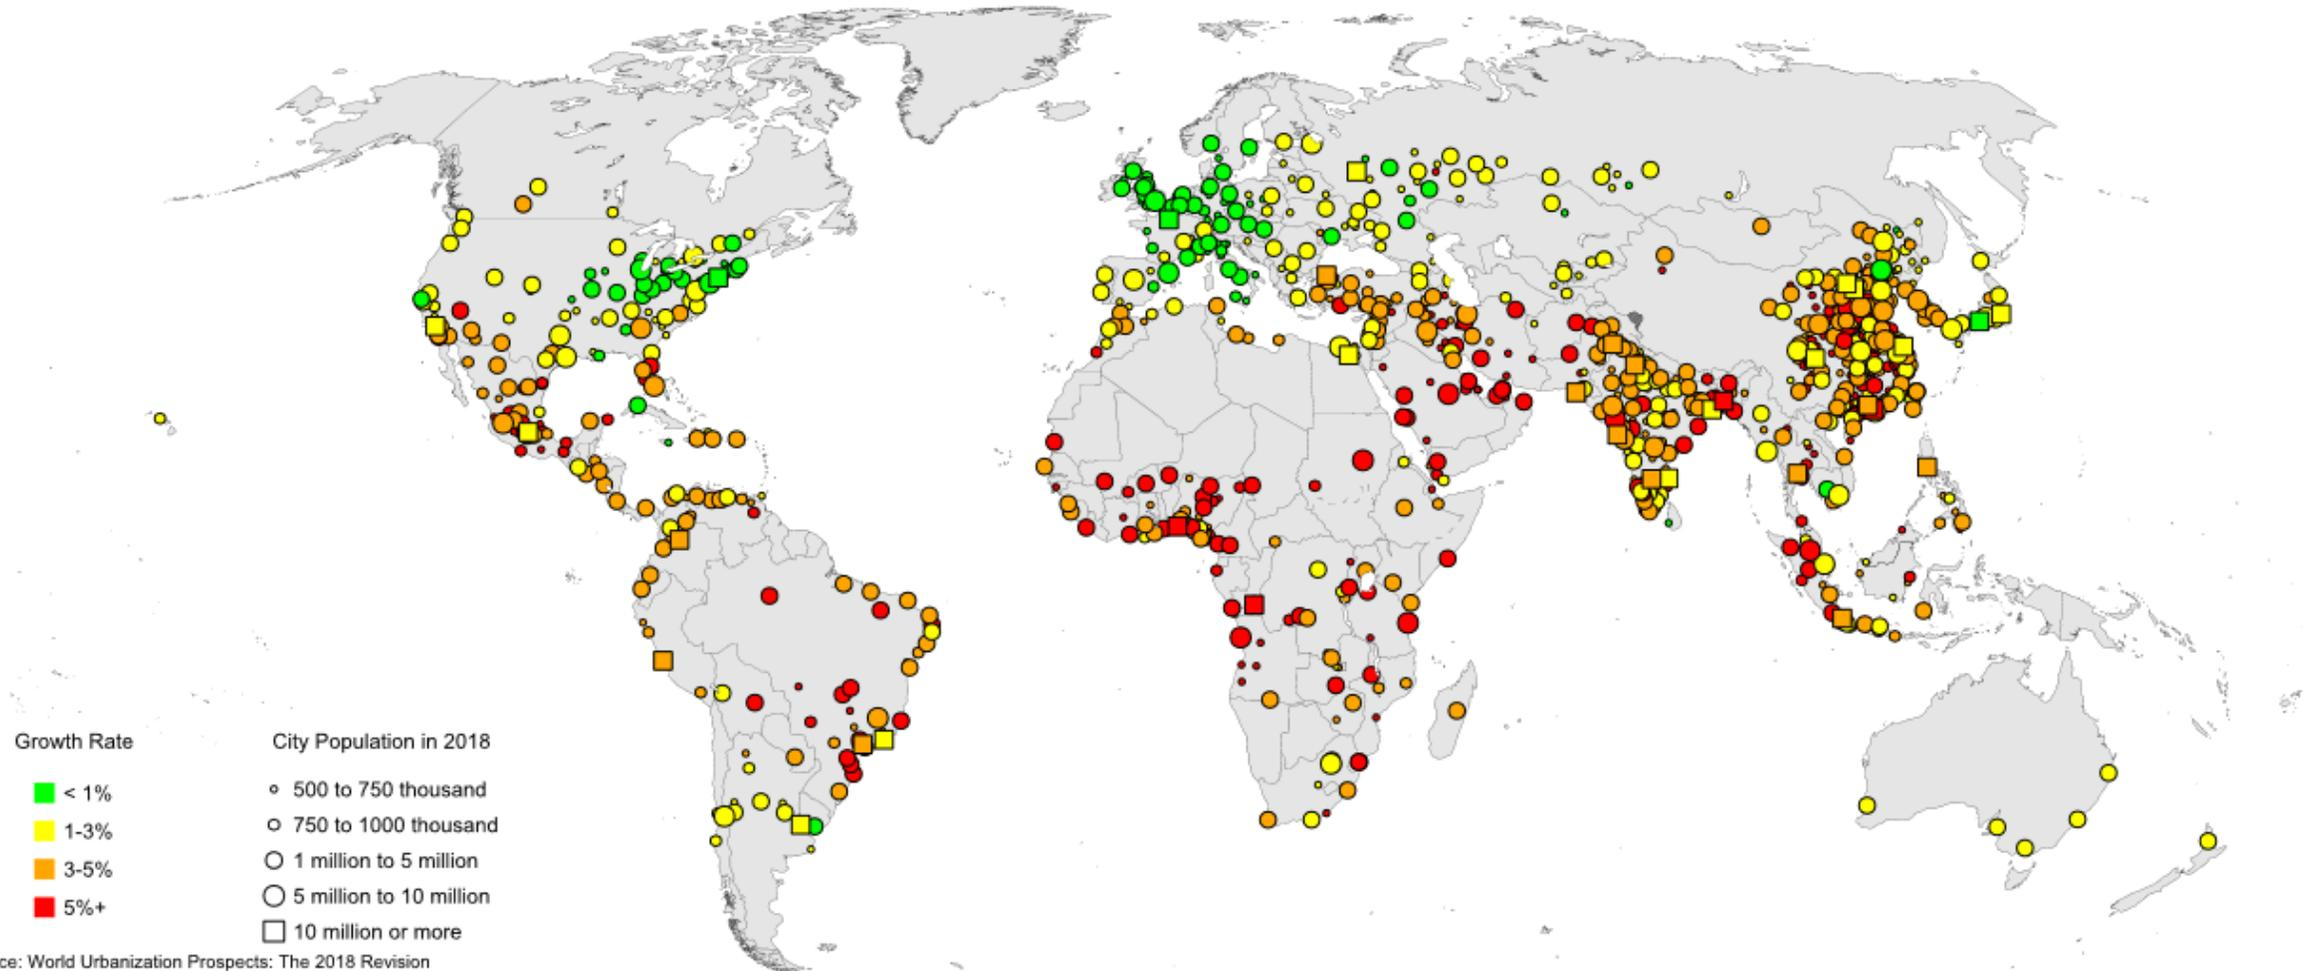 Growth Rate
< 1%
1-3%
3-5%
5%+
City Population in 2018
500 to 750 thousand
750 to 1000 thousand
1 million to 5 million
5 million to 10 million
10 million or more
ce: World Urbanization Prospects: The 2018 Revision